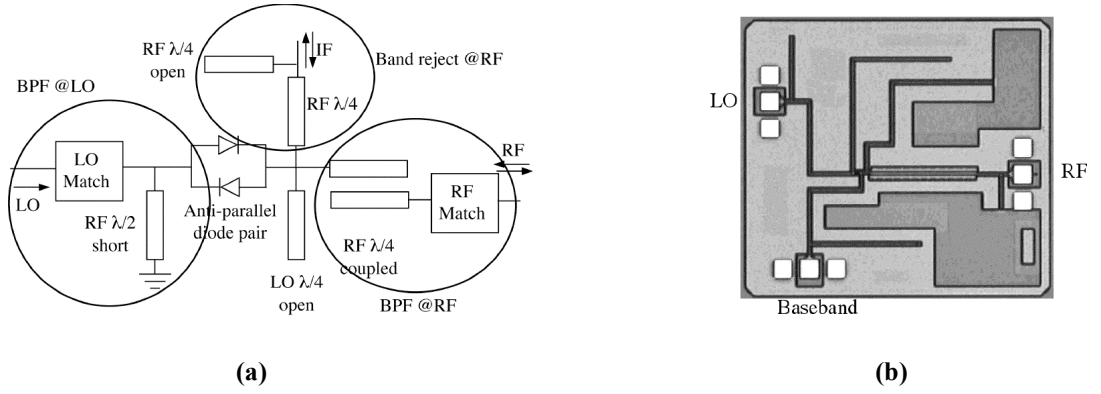 RF λ/4
open
IF
Band reject @RF
BPF @LO
RF λ/4
LO
Match
LO
RF λ/2
short
Anti-parallel
diode pair
RF
RF
Match
RF λ/4
coupled
LO λ/4
open
BPF @RF
(a)
LO
RF
Baseband
(b)